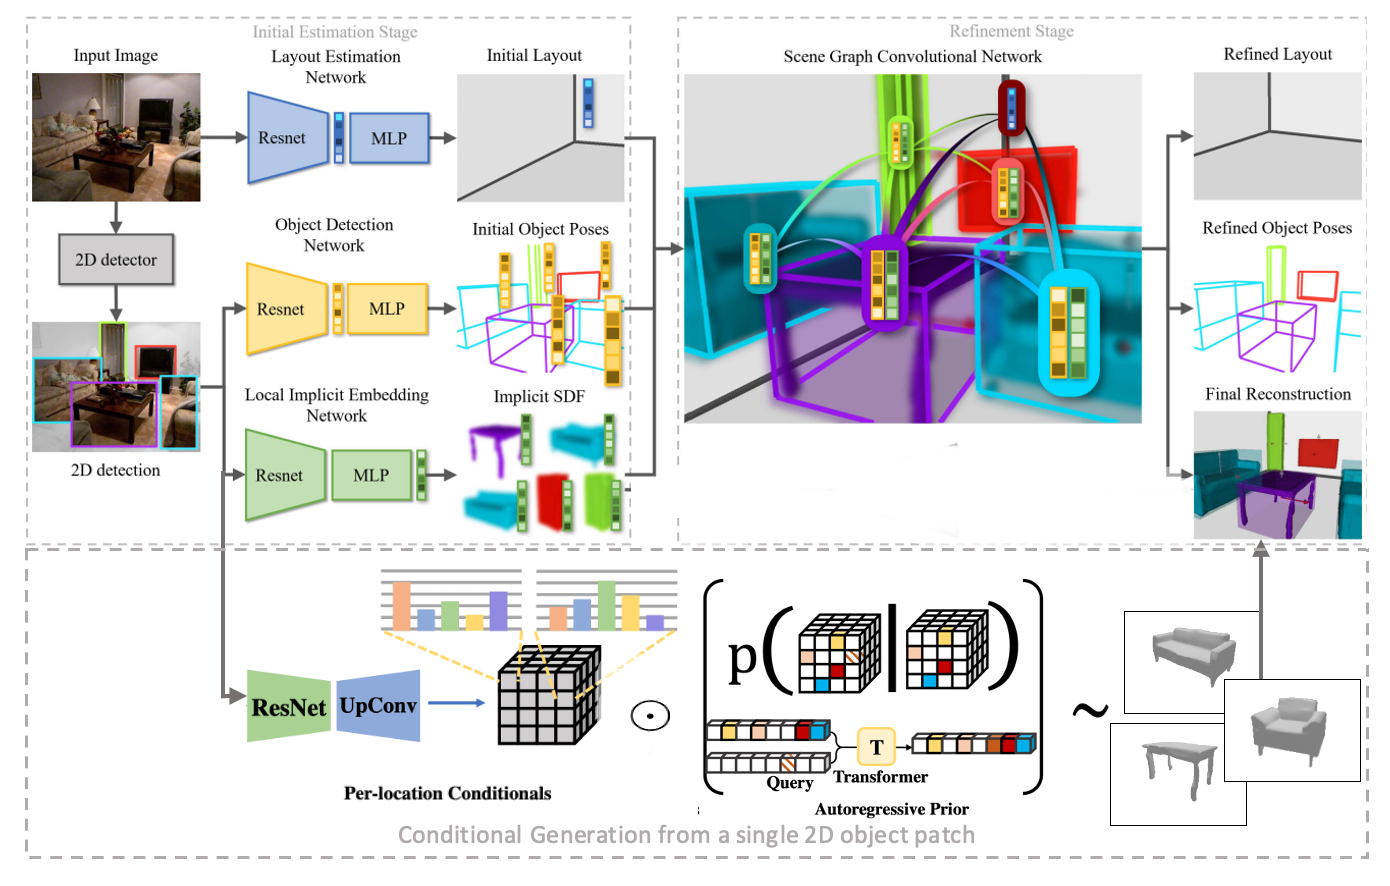 Initial Estimation Stage
Refinement Stage
Input Image
Layout Estimation
Network
Initial Layout
Scene Graph Convolutional Network
Refined Layout
Resnet
MLP
2D detector
Object Detection
Network
Initial Object Poses
Refined Object Poses
Resnet
MLP
2D detection
Local Implicit Embedding
Network
Implicit SDF
Final Reconstruction
Resnet
MLP
ResNet
UpConv
p( | )
~
T
Query
Transformer
Per-location Conditionals
Autoregressive Prior
Conditional Generation from a single 2D object patch